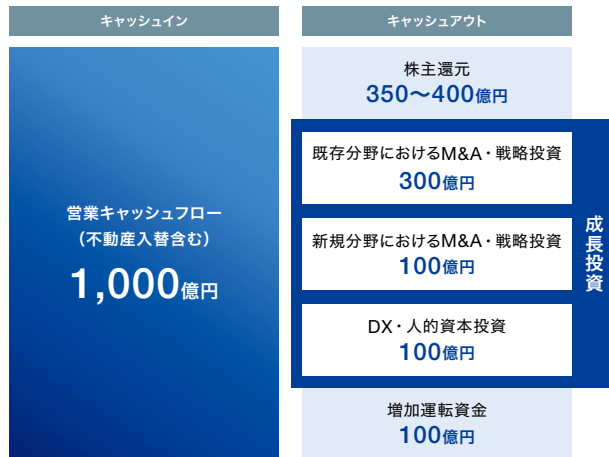 キャッシュイン
営業キャッシュフロー
（不動産入替含む）
1,000億円
キャッシュアウト
株主還元
350～400億円
既存分野におけるM&A・戦略投資
300億円
新規分野におけるM&A・戦略投資
100億円
DX・人的資本投資
100億円
成長投資
増加運転資金
100億円